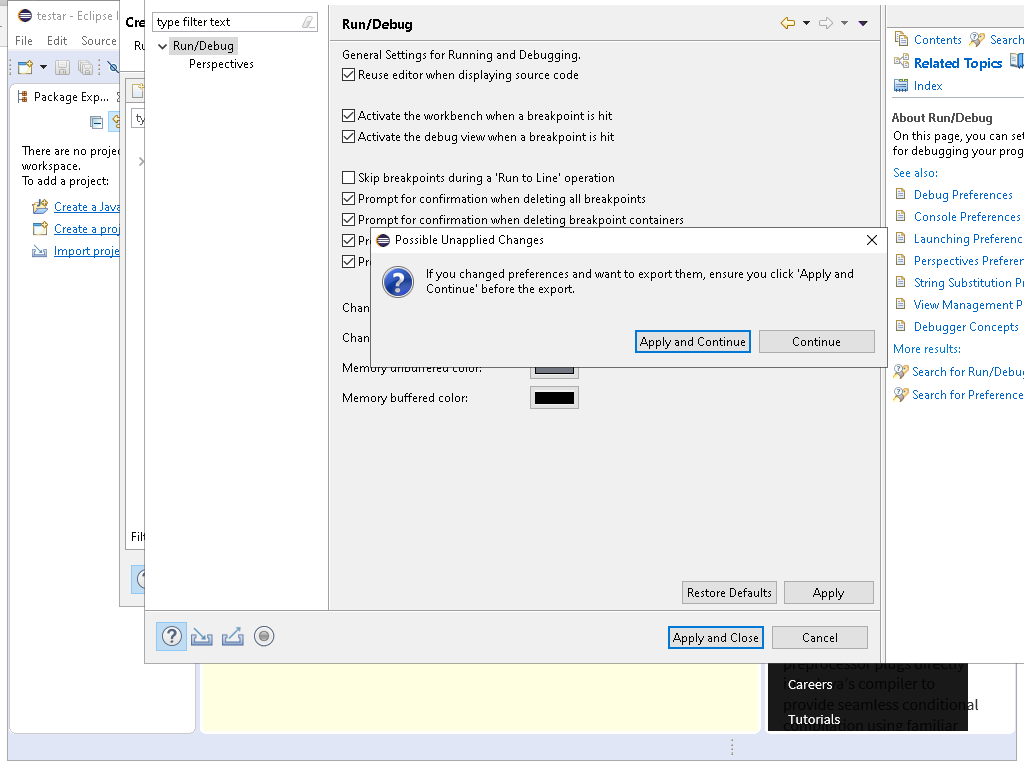 testar - Eclipse I
File Edit Source
Package Exp...
There are no proje
workspace.
To add a project:
Create a Java
Create a proj
Import proje
Cre
Ru
ty
Filt
type filter text
Run/Debug
Perspectives
Run/Debug
General Settings for Running and Debugging.
Reuse editor when displaying source code
Activate the workbench when a breakpoint is hit
Activate the debug view when a breakpoint is hit
Skip breakpoints during a 'Run to Line' operation
Prompt for confirmation when deleting all breakpoints
Prompt for confirmation when deleting breakpoint containers
Pr
Pr
Chan
Chan
Memory unbuffered color:
Memory buffered color:
Possible Unapplied Changes
If you changed preferences and want to export them, ensure you click 'Apply and
Continue' before the export.
Apply and Continue Continue
Restore Defaults Apply
Apply and Close Cancel
Contents Search
Related Topics
Index
About Run/Debug
On this page, you can set
for debugging your prog
See also:
Debug Preferences
Console Preferences
Launching Preferenc
Perspectives Preferen
String Substitution Pr
View Management P
Debugger Concepts
More results:
Search for Run/Debug
Search for Preference
preprocessor plugs directly
Careers
a's compiler to
provide seamless conditional
Tutorials
compilation using familiar